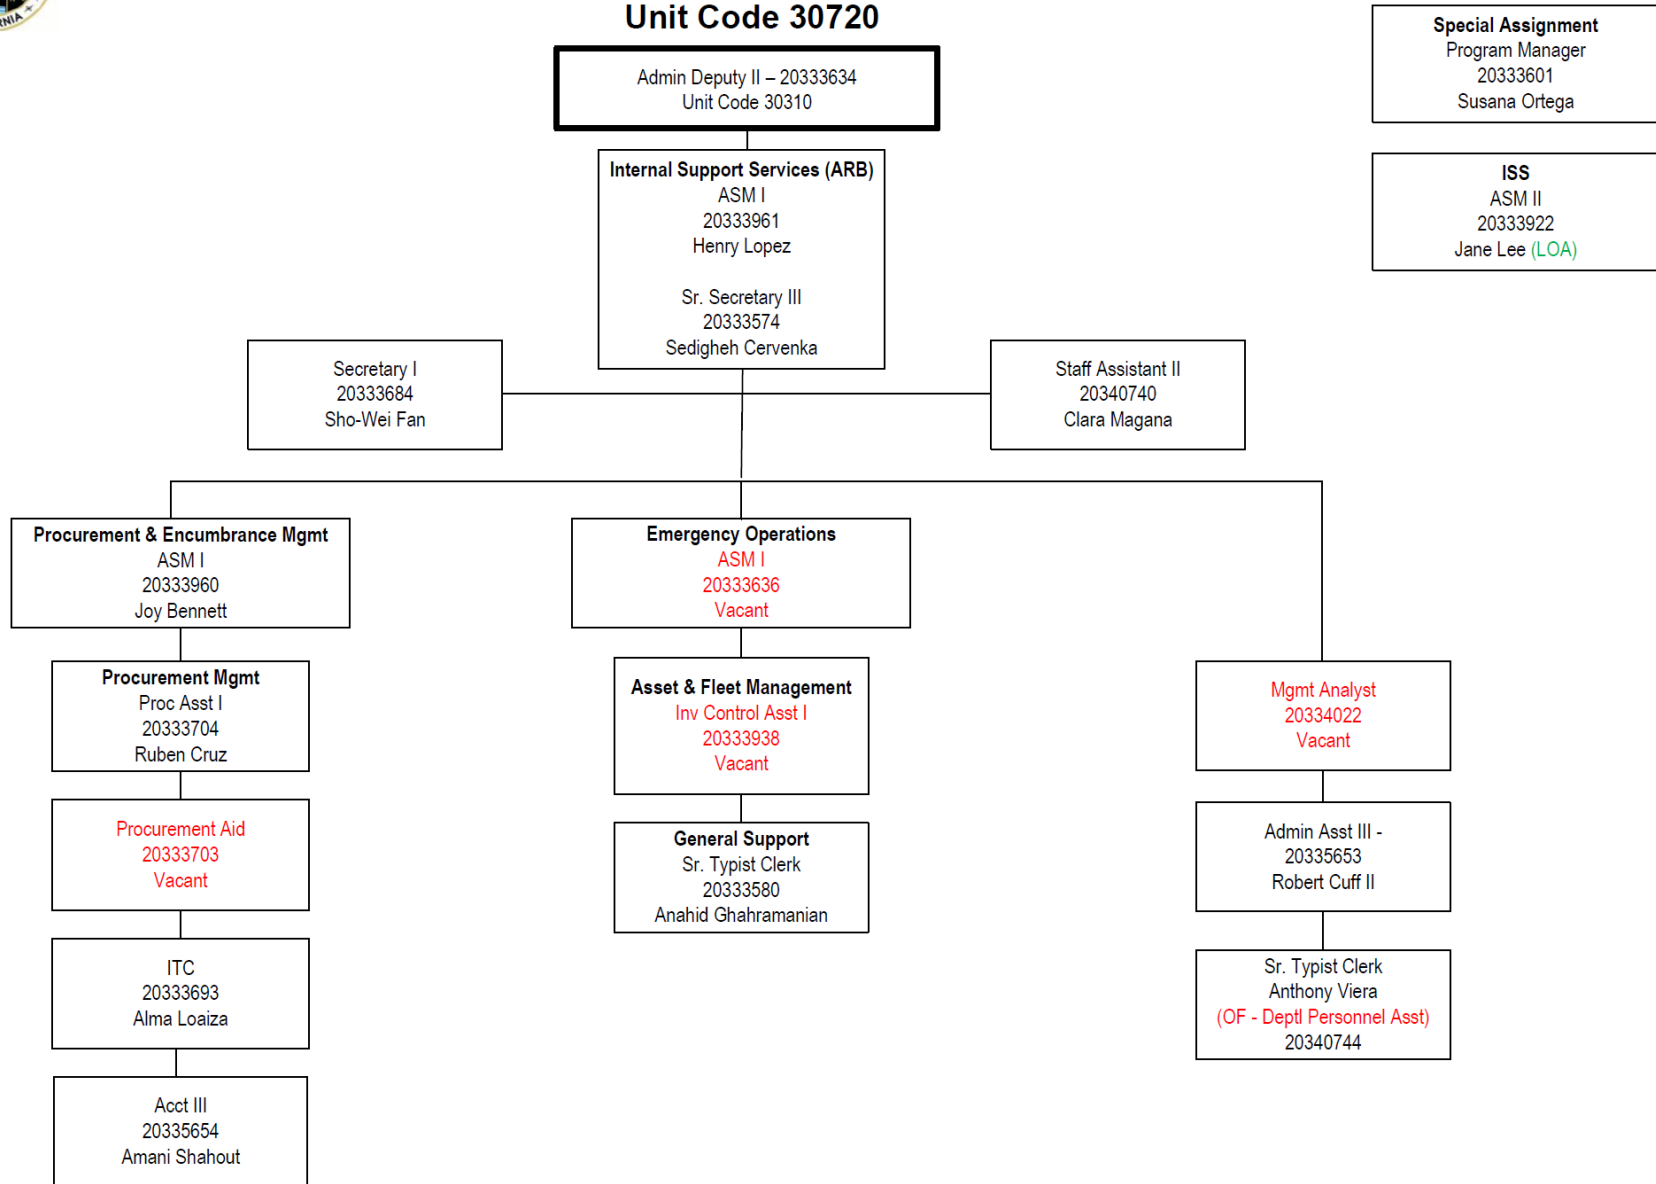 RNIA
Unit Code 30720
Admin Deputy II – 20333634
Unit Code 30310
Special Assignment
Program Manager
20333601
Susana Ortega
ISS
ASM II
20333922
Jane Lee (LOA)
Internal Support Services (ARB)
ASM I
20333961
Henry Lopez
Sr. Secretary III
20333574
Sedigheh Cervenka
Secretary I
20333684
Sho-Wei Fan
Staff Assistant II
20340740
Clara Magana
Procurement & Encumbrance Mgmt
ASM I
20333960
Joy Bennett
Procurement Mgmt
Proc Asst I
20333704
Ruben Cruz
Procurement Aid
20333703
Vacant
ITC
20333693
Alma Loaiza
Acct III
20335654
Amani Shahout
Emergency Operations
ASM I
20333636
Vacant
Asset & Fleet Management
Inv Control Asst I
20333938
Vacant
General Support
Sr. Typist Clerk
20333580
Anahid Ghahramanian
Mgmt Analyst
20334022
Vacant
Admin Asst III -
20335653
Robert Cuff II
Sr. Typist Clerk
Anthony Viera
(OF - Deptl Personnel Asst)
20340744